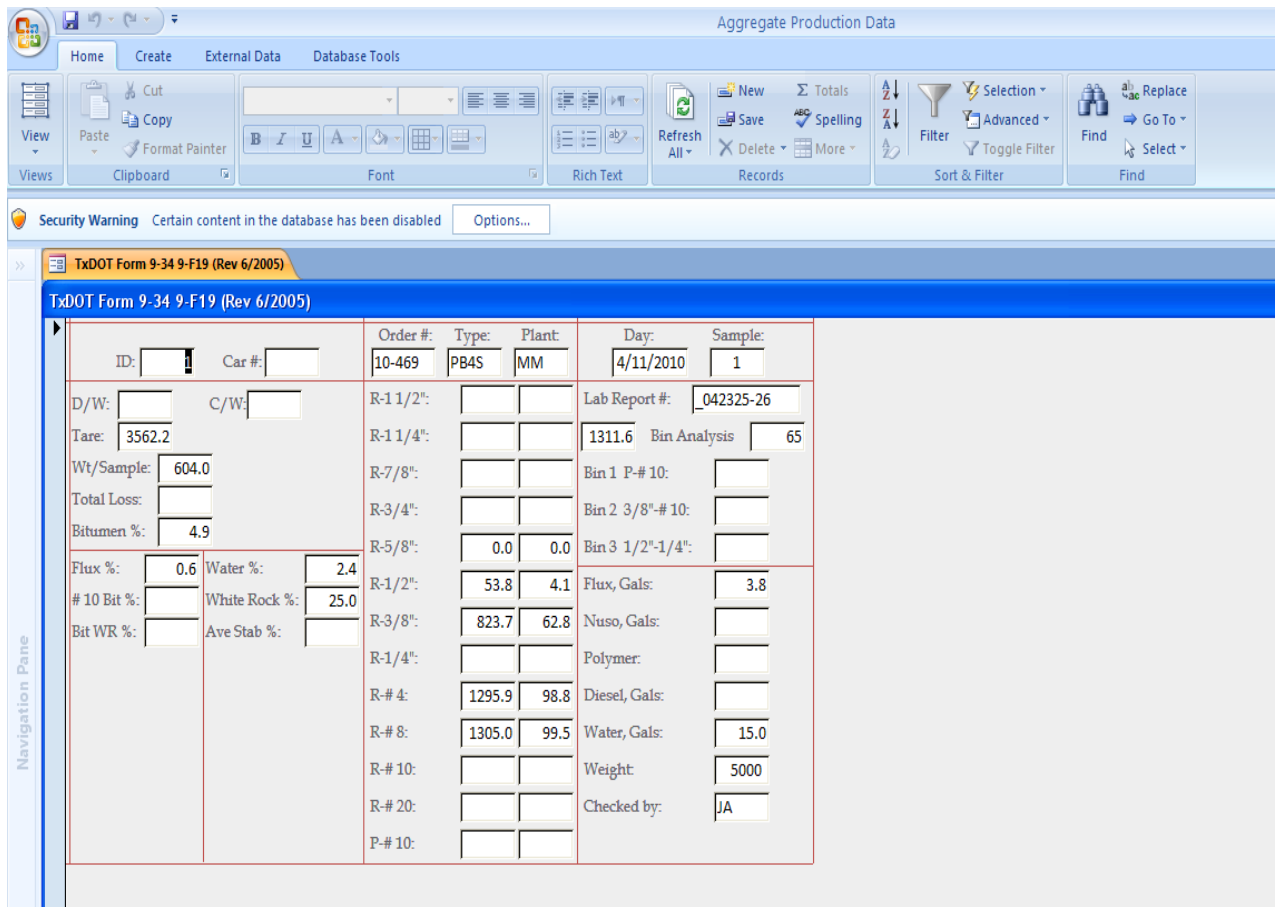 Aggregate Production Data
Home Create External Data Database Tools
View
Views
Paste
Cut
Copy
Format Painter
Clipboard
B I U A
Font
ab
Rich Text
Refresh All
New
Save
Delete
Σ Totals
ABC Spelling
More
Records
A Z
Z A
A Z
Filter
Selection
Advanced
Toggle Filter
Sort & Filter
Find
ab ac Replace
Go To
Select
Find
Security Warning Certain content in the database has been disabled Options...
»
TxDOT Form 9-34 9-F19 (Rev 6/2005)
TxDOT Form 9-34 9-F19 (Rev 6/2005)
Navigation Pane
ID: 1 Car #:
Order #: Type: Plant:
10-469 PB4S MM
Day: Sample:
4/11/2010 1
D/W: C/W:
Tare: 3562.2
Wt/Sample: 604.0
Total Loss:
Bitumen %: 4.9
Flux %: 0.6 Water %: 2.4
# 10 Bit %: White Rock %: 25.0
Bit WR %: Ave Stab %:
R-1 1/2":
R-1 1/4":
R-7/8":
R-3/4":
R-5/8": 0.0 0.0
R-1/2": 53.8 4.1
R-3/8": 823.7 62.8
R-1/4":
R-# 4: 1295.9 98.8
R-# 8: 1305.0 99.5
R-# 10:
R-# 20:
P-# 10:
Lab Report #: _042325-26
1311.6 Bin Analysis 65
Bin 1 P-# 10:
Bin 2 3/8"-# 10:
Bin 3 1/2"-1/4":
Flux, Gals: 3.8
Nuso, Gals:
Polymer:
Diesel, Gals:
Water, Gals: 15.0
Weight: 5000
Checked by: JA